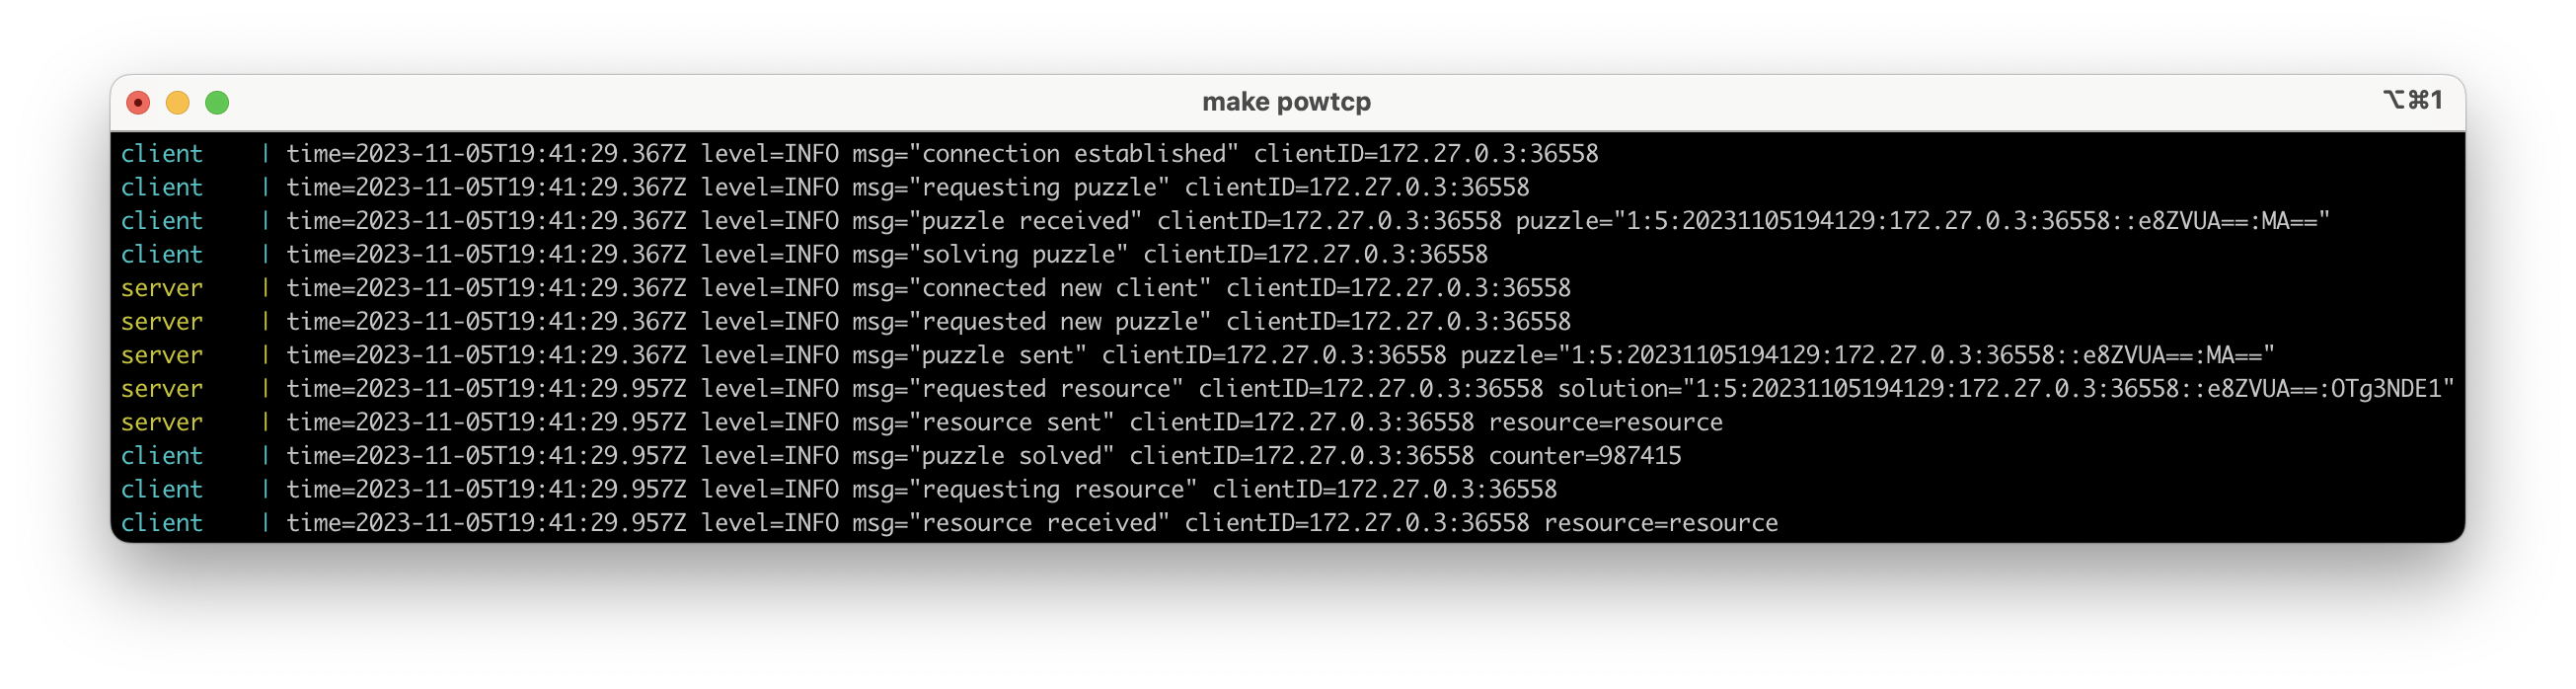 make powtcp
⌥⌘1
client | time=2023-11-05T19:41:29.367Z level=INFO msg="connection established" clientID=172.27.0.3:36558
client | time=2023-11-05T19:41:29.367Z level=INFO msg="requesting puzzle" clientID=172.27.0.3:36558
client | time=2023-11-05T19:41:29.367Z level=INFO msg="puzzle received" clientID=172.27.0.3:36558 puzzle="1:5:20231105194129:172.27.0.3:36558::e8ZVUA==:MA=="
client | time=2023-11-05T19:41:29.367Z level=INFO msg="solving puzzle" clientID=172.27.0.3:36558
server | time=2023-11-05T19:41:29.367Z level=INFO msg="connected new client" clientID=172.27.0.3:36558
server | time=2023-11-05T19:41:29.367Z level=INFO msg="requested new puzzle" clientID=172.27.0.3:36558
server | time=2023-11-05T19:41:29.367Z level=INFO msg="puzzle sent" clientID=172.27.0.3:36558 puzzle="1:5:20231105194129:172.27.0.3:36558::e8ZVUA==:MA=="
server | time=2023-11-05T19:41:29.957Z level=INFO msg="requested resource" clientID=172.27.0.3:36558 solution="1:5:20231105194129:172.27.0.3:36558::e8ZVUA==:OTg3NDE1"
server | time=2023-11-05T19:41:29.957Z level=INFO msg="resource sent" clientID=172.27.0.3:36558 resource=resource
client | time=2023-11-05T19:41:29.957Z level=INFO msg="puzzle solved" clientID=172.27.0.3:36558 counter=987415
client | time=2023-11-05T19:41:29.957Z level=INFO msg="requesting resource" clientID=172.27.0.3:36558
client | time=2023-11-05T19:41:29.957Z level=INFO msg="resource received" clientID=172.27.0.3:36558 resource=resource